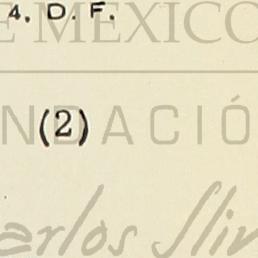 E MEXICO
4, D. F.
NDACIÓ
(2)
arlos Sli